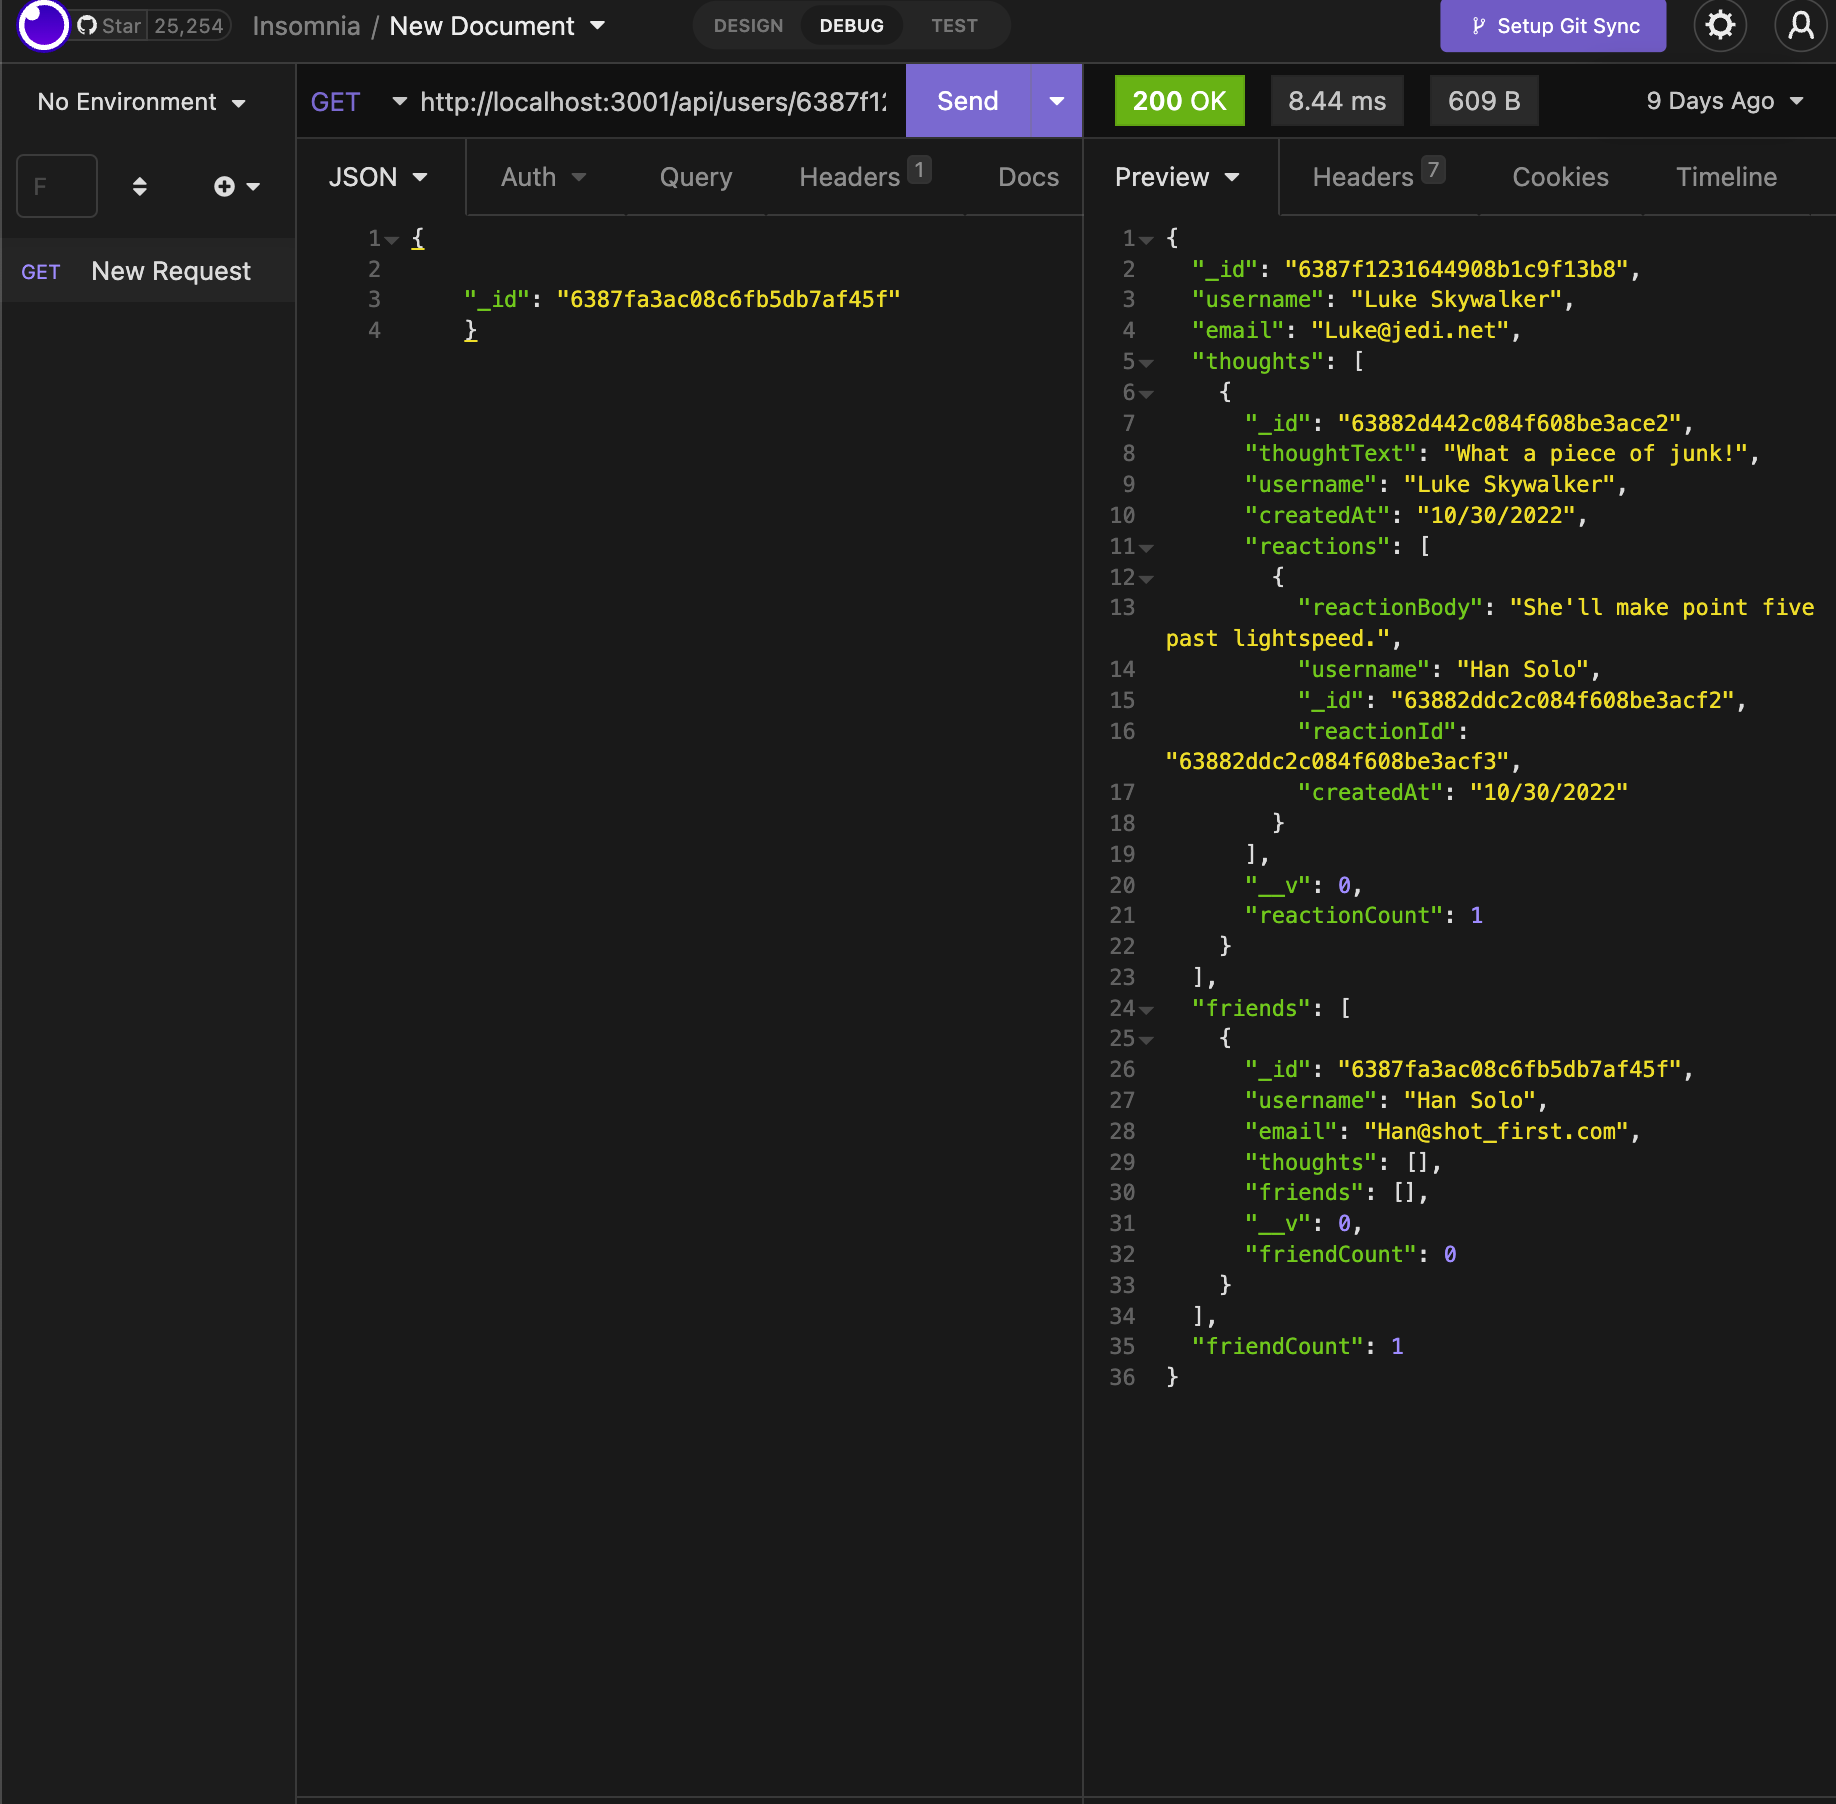 Star 25,254 Insomnia / New Document DESIGN DEBUG TEST Setup Git Sync
No Environment GET http://localhost:3001/api/users/6387f12 Send 200 OK 8.44 ms 609 B 9 Days Ago
F
JSON Auth Query Headers 1 Docs
Preview Headers 7 Cookies Timeline
GET New Request
1 {
2
3 "_id": "6387fa3ac08c6fb5db7af45f"
4 }
1 {
2 "_id": "6387f1231644908b1c9f13b8",
3 "username": "Luke Skywalker",
4 "email": "Luke@jedi.net",
5 "thoughts": [
6 {
7 "_id": "63882d442c084f608be3ace2",
8 "thoughtText": "What a piece of junk!",
9 "username": "Luke Skywalker",
10 "createdAt": "10/30/2022",
11 "reactions": [
12 {
13 "reactionBody": "She'll make point five
past lightspeed.",
14 "username": "Han Solo",
15 "_id": "63882ddc2c084f608be3acf2",
16 "reactionId":
"63882ddc2c084f608be3acf3",
17 "createdAt": "10/30/2022"
18 }
19 ],
20 "__v": 0,
21 "reactionCount": 1
22 }
23 ],
24 "friends": [
25 {
26 "_id": "6387fa3ac08c6fb5db7af45f",
27 "username": "Han Solo",
28 "email": "Han@shot_first.com",
29 "thoughts": [],
30 "friends": [],
31 "__v": 0,
32 "friendCount": 0
33 }
34 ],
35 "friendCount": 1
36 }